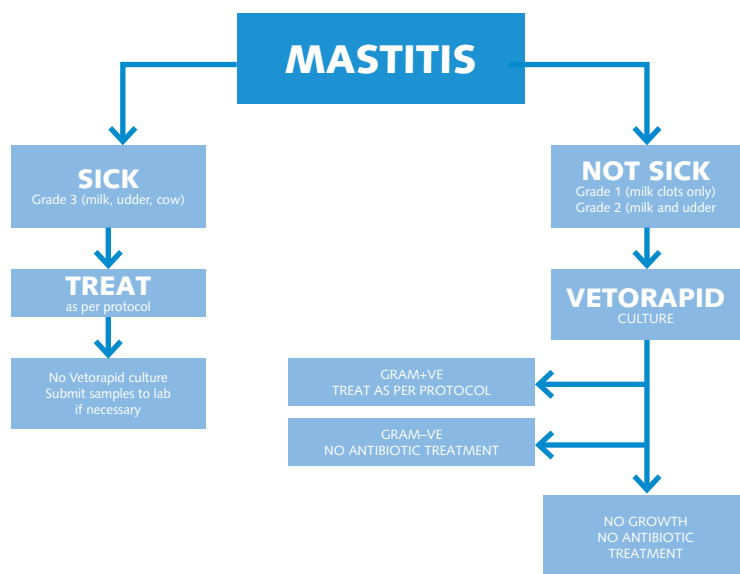 MASTITIS
SICK
Grade 3 (milk, udder, cow)
TREAT
as per protocol
No Vetorapid culture
Submit samples to lab
if necessary
NOT SICK
Grade 1 (milk clots only)
Grade 2 (milk and udder
VETORAPID
CULTURE
GRAM+VE
TREAT AS PER PROTOCOL
GRAM–VE
NO ANTIBIOTIC TREATMENT
NO GROWTH
NO ANTIBIOTIC
TREATMENT